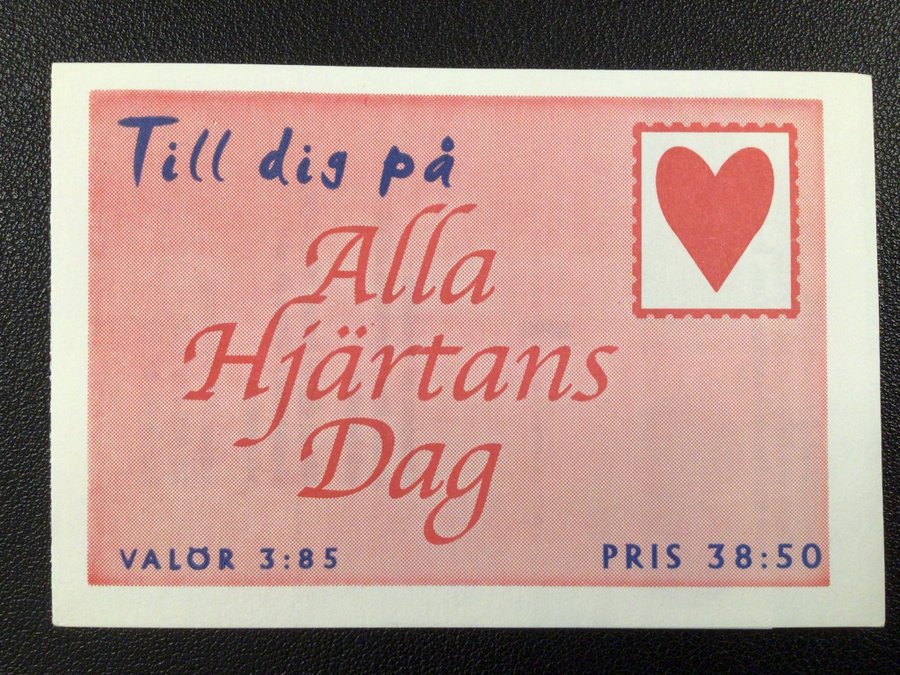 Till dig på
Alla
Hjärtans
Dag
VALÖR 3:85
PRIS 38:50